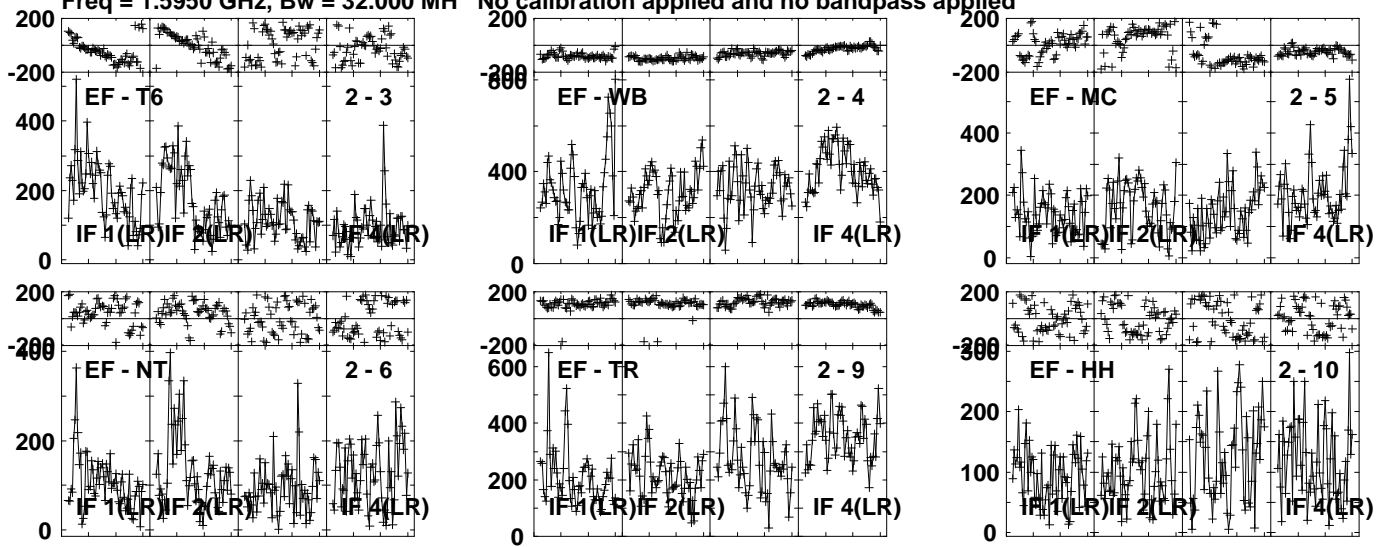 Freq = 1.5950 GHz, Bw = 32.000 MH No calibration applied and no bandpass applied
200
-200
EF - T6 2 - 3
400
200
0
IF 1(LR) IF 2(LR) IF 4(LR)
-200
600
EF - WB 2 - 4
400
200
0
IF 1(LR) IF 2(LR) IF 4(LR)
200
-200
EF - MC 2 - 5
400
200
0
IF 1(LR) IF 2(LR) IF 4(LR)
200
-200
400
EF - NT 2 - 6
200
0
IF 1(LR) IF 2(LR) IF 4(LR)
200
-200
600
EF - TR 2 - 9
400
200
0
IF 1(LR) IF 2(LR) IF 4(LR)
200
-200
300
EF - HH 2 - 10
200
100
0
IF 1(LR) IF 2(LR) IF 4(LR)